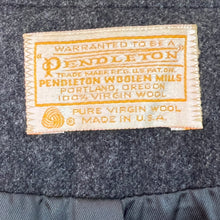 "WARRANTED TO BE A"
"PENDLETON"
TRADE MARK REG. U.S. PAT. ON.
PENDLETON WOOLEN MILLS
PORTLAND, OREGON
100% VIRGIN WOOL
PURE VIRGIN WOOL
© MADE IN U.S.A.